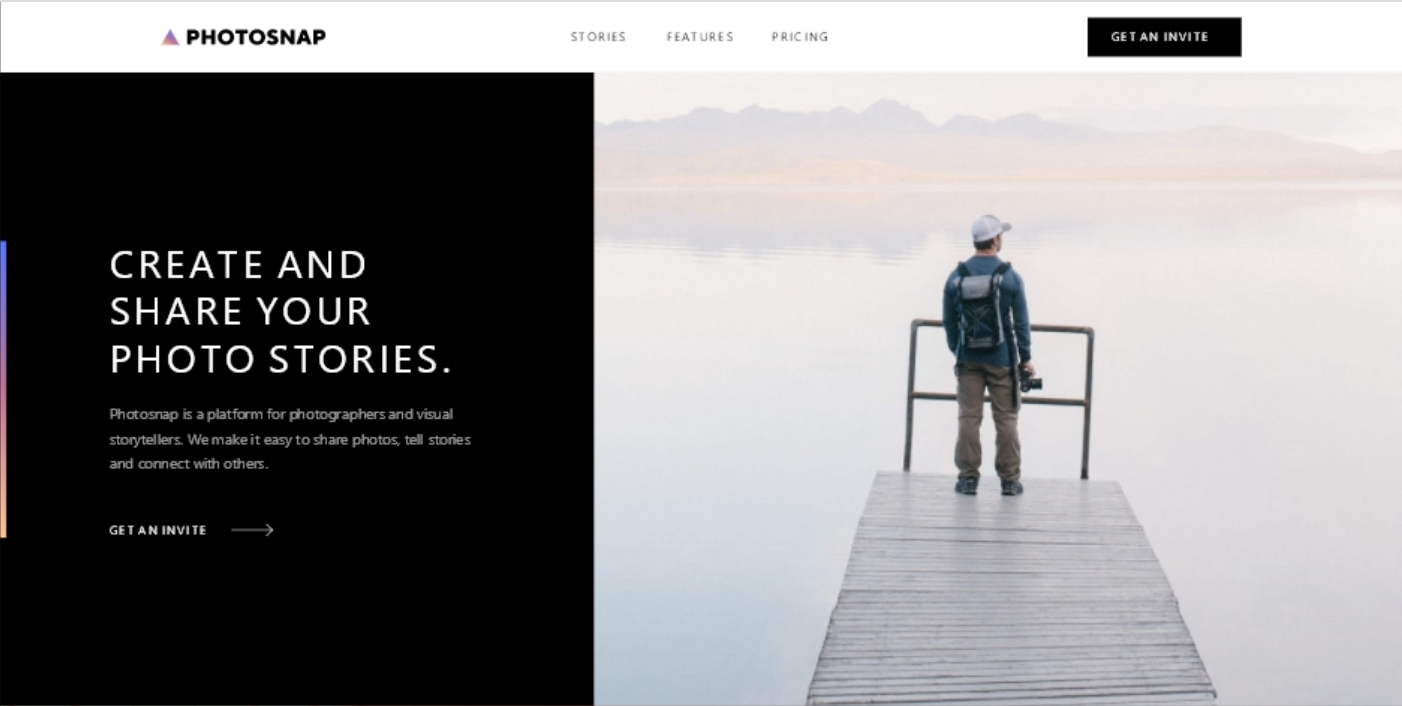 PHOTOSNAP
STORIES FEATURES PRICING
GET AN INVITE
CREATE AND
SHARE YOUR
PHOTO STORIES.
Photosnap is a platform for photographers and visual
storytellers. We make it easy to share photos, tell stories
and connect with others.
GET AN INVITE